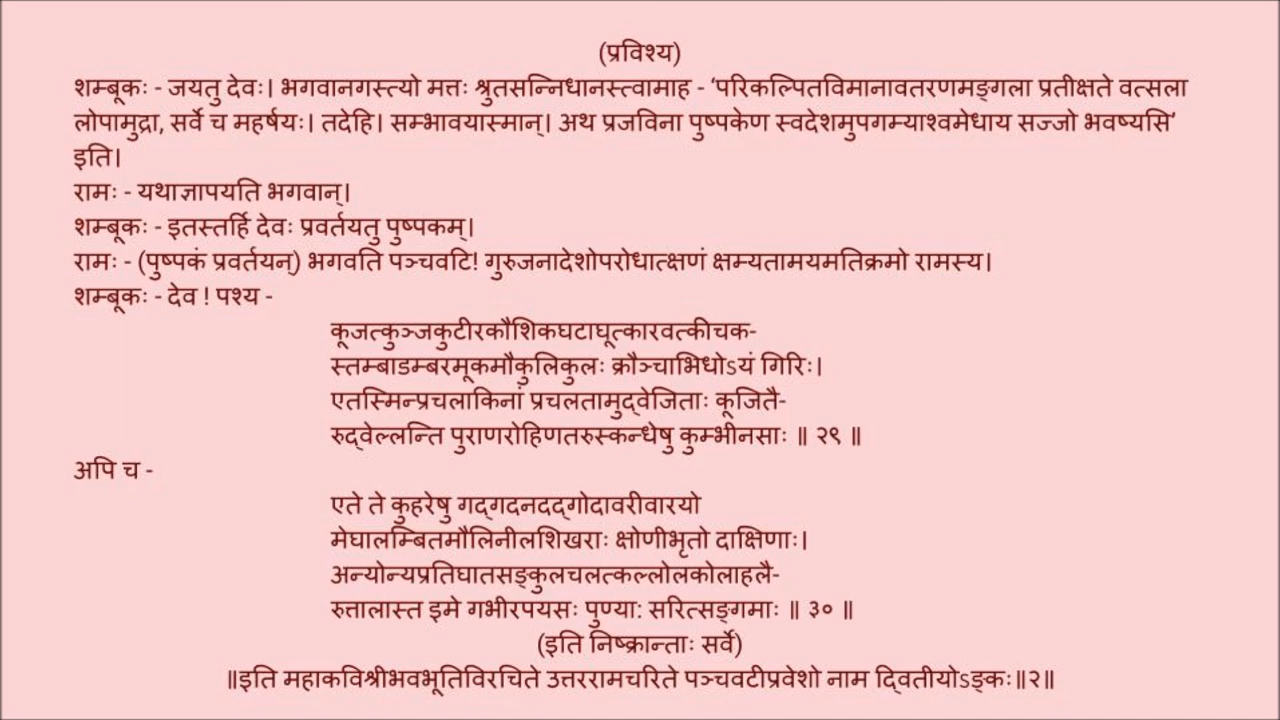 (प्रविश्य)
शम्बूकः - जयतु देवः। भगवानगस्त्यो मत्तः श्रुतसन्निधानस्त्वामाह - ‘परिकल्पितविमानावतरणमङ्गला प्रतीक्षते वत्सला
लोपामुद्रा, सर्वे च महर्षयः। तदेहि। सम्भावयास्मान्। अथ प्रजविना पुष्पकेण स्वदेशमुपगम्याश्वमेधाय सज्जो भवष्यसि’
इति।
रामः - यथाज्ञापयति भगवान्।
शम्बूकः - इतस्तर्हि देवः प्रवर्तयतु पुष्पकम्।
रामः - (पुष्पकं प्रवर्तयन्) भगवति पञ्चवटि! गुरुजनादेशोपरोधात्क्षणं क्षम्यतामयमतिक्रमो रामस्य।
शम्बूकः - देव ! पश्य -
कूजत्कुञ्जकुटीरकौशिकघटाघूत्कारवत्कीचक-
स्तम्बाडम्बरमूकमौकुलिकुलः क्रौञ्चाभिधोऽयं गिरिः।
एतस्मिन्प्रचलाकिनां प्रचलतामुद्वेजिताः कूजितै-
रुद्वेल्लन्ति पुराणरोहिणतरुस्कन्धेषु कुम्भीनसाः ॥ २९ ॥
अपि च -
एते ते कुहरेषु गद्गदनदद्गोदावरीवारयो
मेघालम्बितमौलिनीलशिखराः क्षोणीभृतो दाक्षिणाः।
अन्योन्यप्रतिघातसङ्कुलचलत्कल्लोलकोलाहलै-
रुत्तालास्त इमे गभीरपयसः पुण्या: सरित्सङ्गमाः ॥ ३० ॥
(इति निष्क्रान्ताः सर्वे)
॥इति महाकविश्रीभवभूतिविरचिते उत्तररामचरिते पञ्चवटीप्रवेशो नाम द्वितीयोऽङ्कः॥२॥